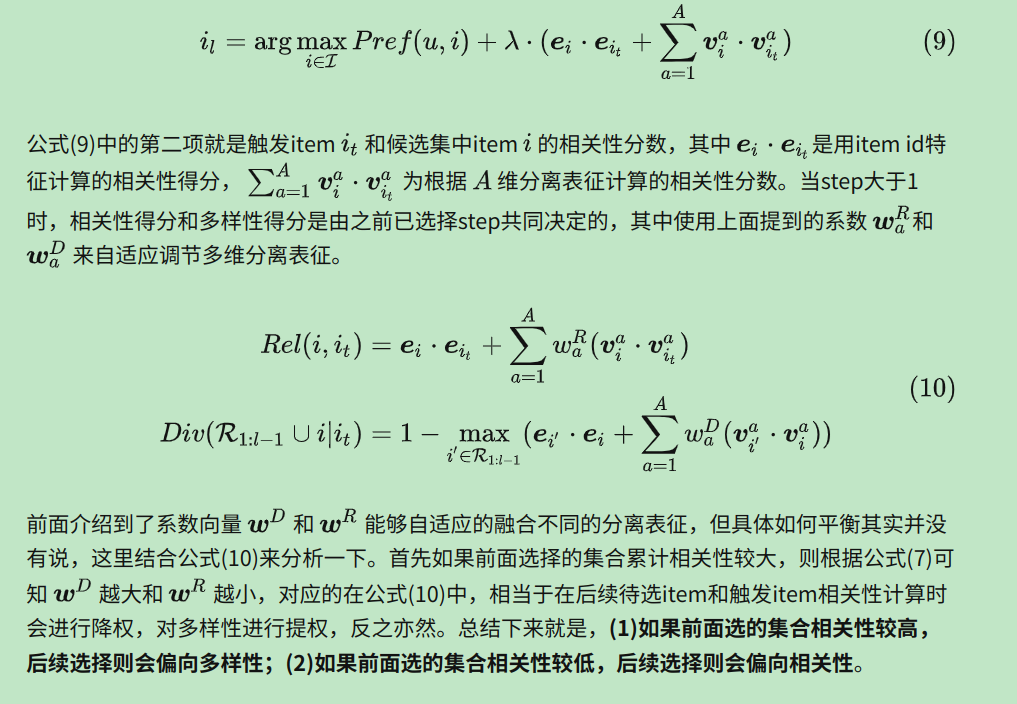 $i_l = \arg\max_{i \in \mathcal{I}} Pref(u, i) + \lambda \cdot (\boldsymbol{e}_i \cdot \boldsymbol{e}_{i_t} + \sum_{a=1}^{A} \boldsymbol{v}_i^a \cdot \boldsymbol{v}_{i_t}^a)$ (9)
公式(9)中的第二项就是触发item $i_t$ 和候选集中item $i$ 的相关性分数，其中 $\boldsymbol{e}_i \cdot \boldsymbol{e}_{i_t}$ 是用item id特
征计算的相关性得分， $\sum_{a=1}^{A} \boldsymbol{v}_i^a \cdot \boldsymbol{v}_{i_t}^a$ 为根据 $A$ 维分离表征计算的相关性分数。当step大于1
时，相关性得分和多样性得分是由之前已选择step共同决定的，其中使用上面提到的系数 $\boldsymbol{w}_a^R$ 和
$\boldsymbol{w}_a^D$ 来自适应调节多维分离表征。
$Rel(i, i_t) = \boldsymbol{e}_i \cdot \boldsymbol{e}_{i_t} + \sum_{a=1}^{A} w_a^R (\boldsymbol{v}_i^a \cdot \boldsymbol{v}_{i_t}^a)$
(10)
$Div(\mathcal{R}_{1:l-1} \cup i | i_t) = 1 - \max_{i' \in \mathcal{R}_{1:l-1}} (\boldsymbol{e}_{i'} \cdot \boldsymbol{e}_i + \sum_{a=1}^{A} w_a^D (\boldsymbol{v}_{i'}^a \cdot \boldsymbol{v}_i^a))$
前面介绍到了系数向量 $\boldsymbol{w}^D$ 和 $\boldsymbol{w}^R$ 能够自适应的融合不同的分离表征，但具体如何平衡其实并没
有说，这里结合公式(10)来分析一下。首先如果前面选择的集合累计相关性较大，则根据公式(7)可
知 $\boldsymbol{w}^D$ 越大和 $\boldsymbol{w}^R$ 越小，对应的在公式(10)中，相当于在后续待选item和触发item相关性计算时
会进行降权，对多样性进行提权，反之亦然。总结下来就是，(1)如果前面选的集合相关性较高，
后续选择则会偏向多样性；(2)如果前面选的集合相关性较低，后续选择则会偏向相关性。